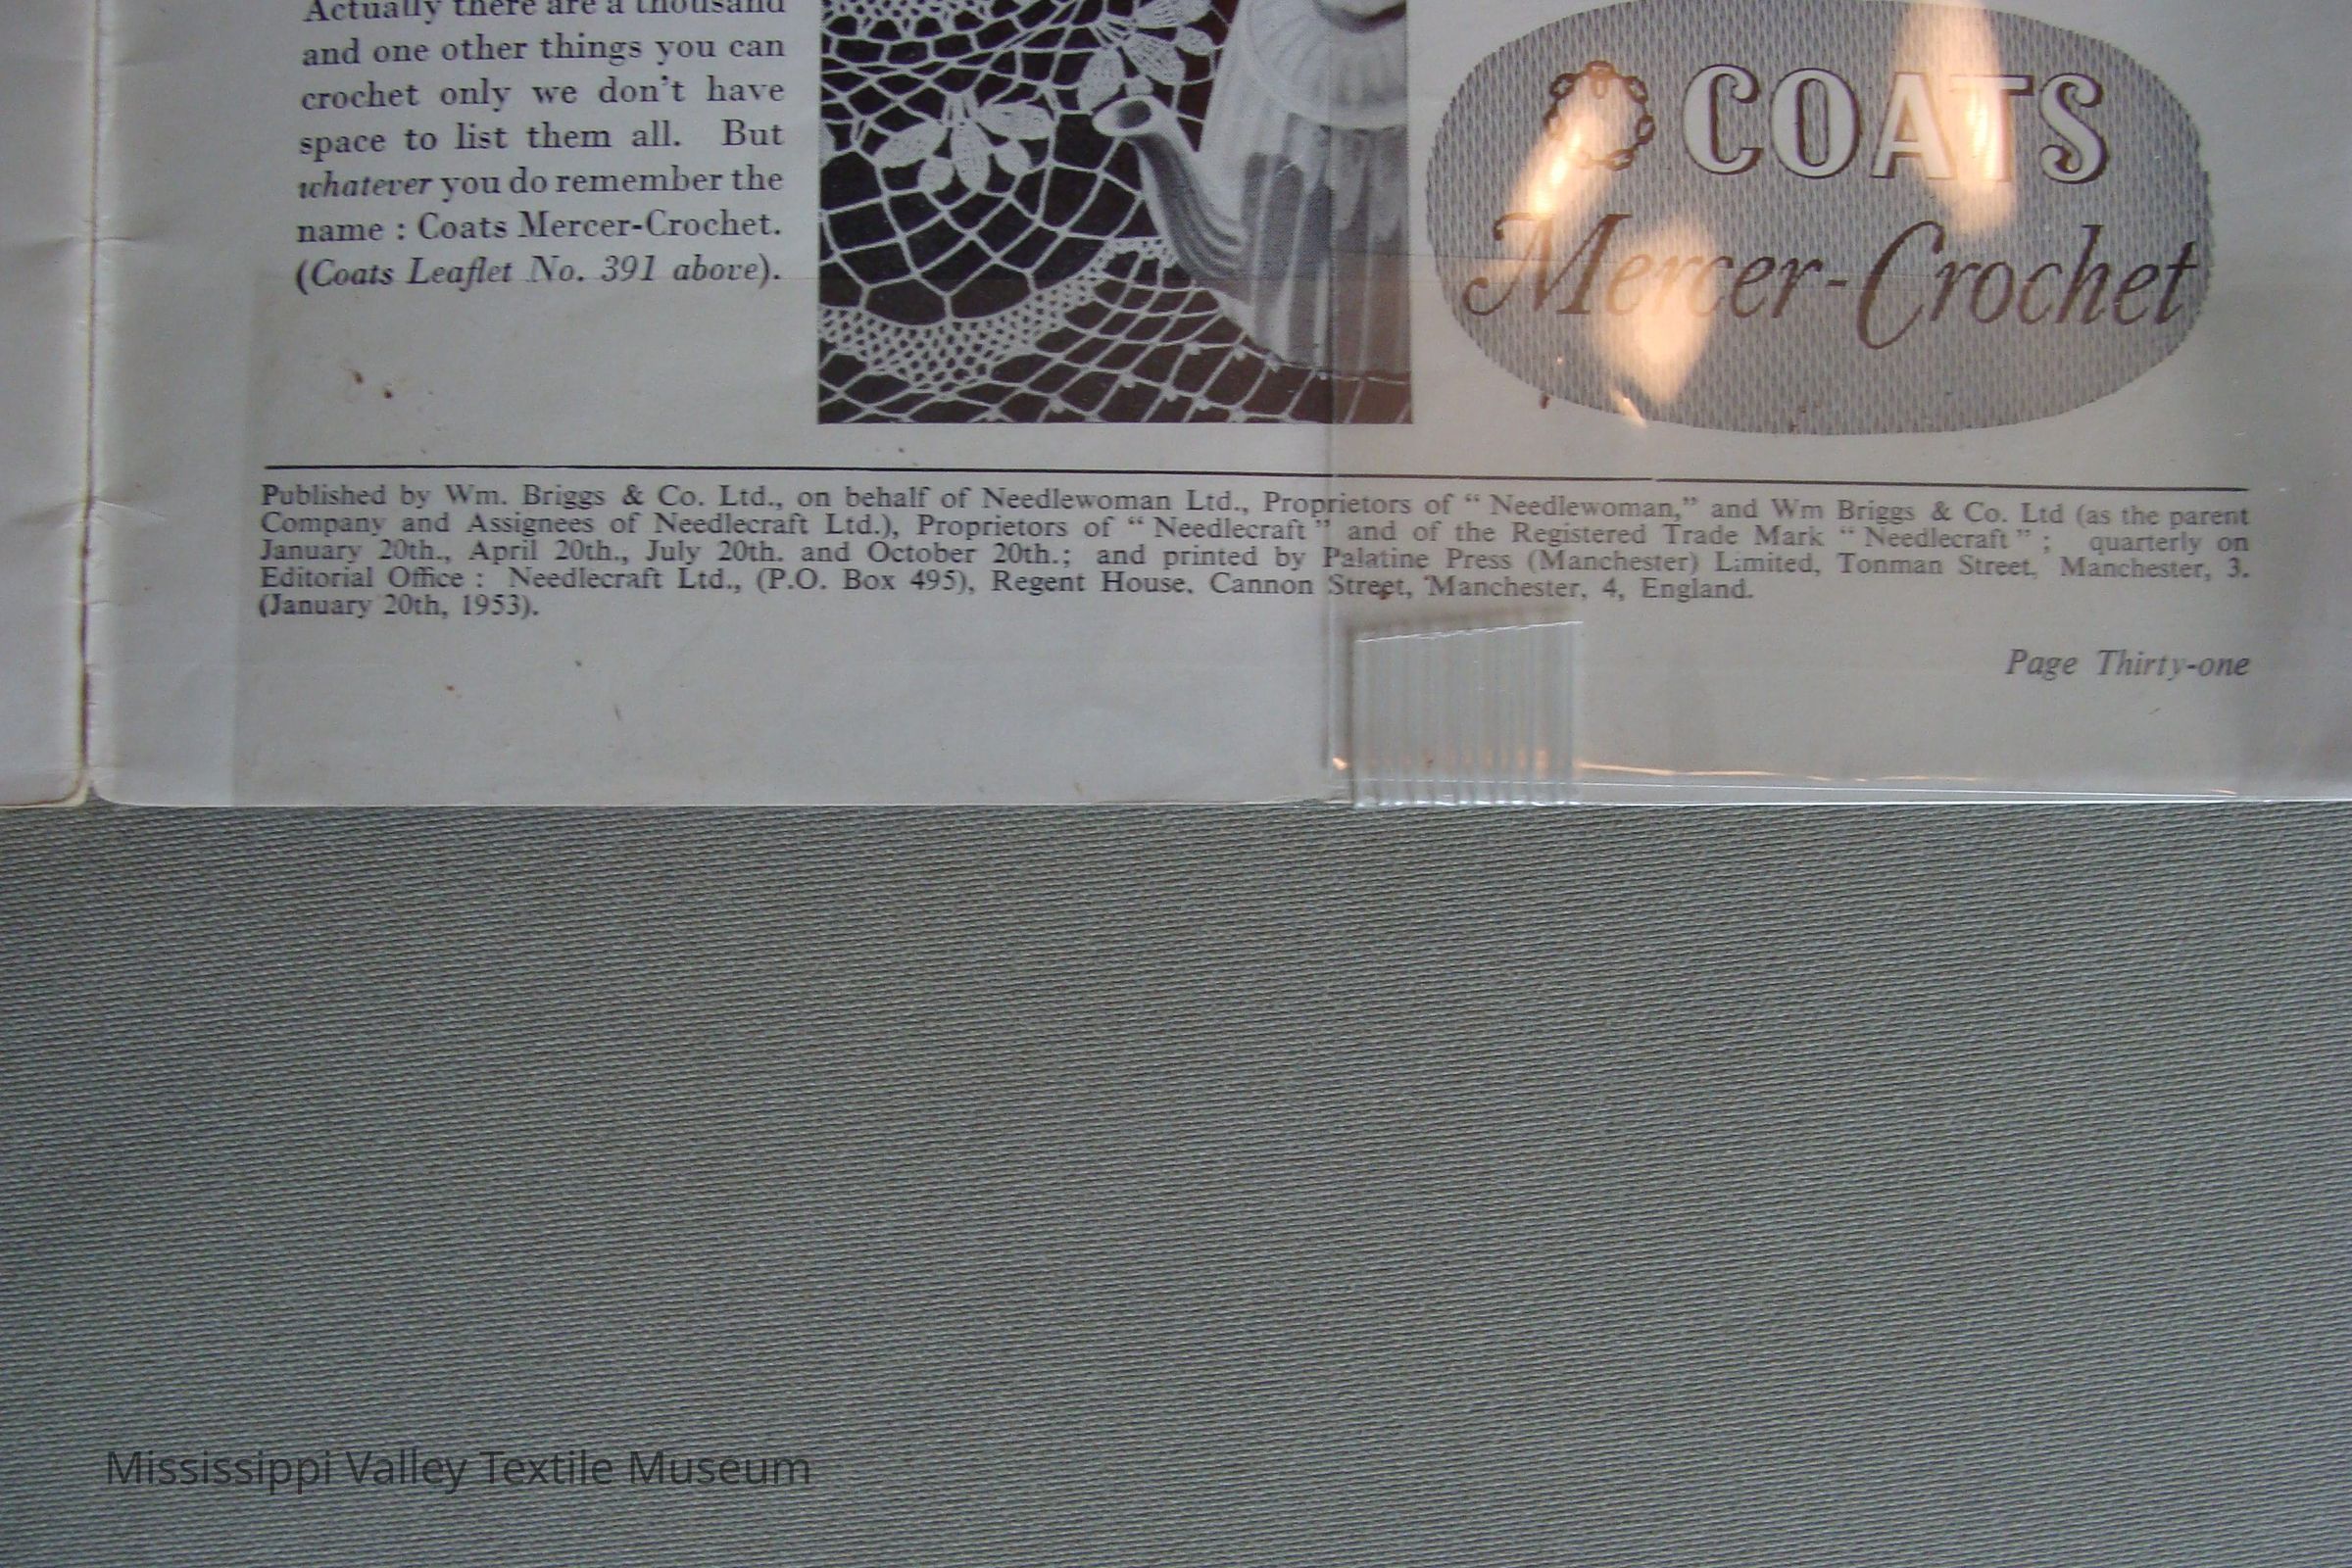 Actually there are a thousand
and one other things you can
crochet only we don't have
space to list them all. But
whatever you do remember the
name : Coats Mercer-Crochet.
(Coats Leaflet No. 391 above).
COATS
Mercer-Crochet
Published by Wm. Briggs & Co. Ltd., on behalf of Needlewoman Ltd., Proprietors of “ Needlewoman,” and Wm Briggs & Co. Ltd (as the parent
Company and Assignees of Needlecraft Ltd.), Proprietors of “ Needlecraft ” and of the Registered Trade Mark “ Needlecraft ” ; quarterly on
January 20th., April 20th., July 20th. and October 20th.; and printed by Palatine Press (Manchester) Limited, Tonman Street, Manchester, 3.
Editorial Office : Needlecraft Ltd., (P.O. Box 495), Regent House, Cannon Street, Manchester, 4, England.
(January 20th, 1953).
Page Thirty-one
Mississippi Valley Textile Museum